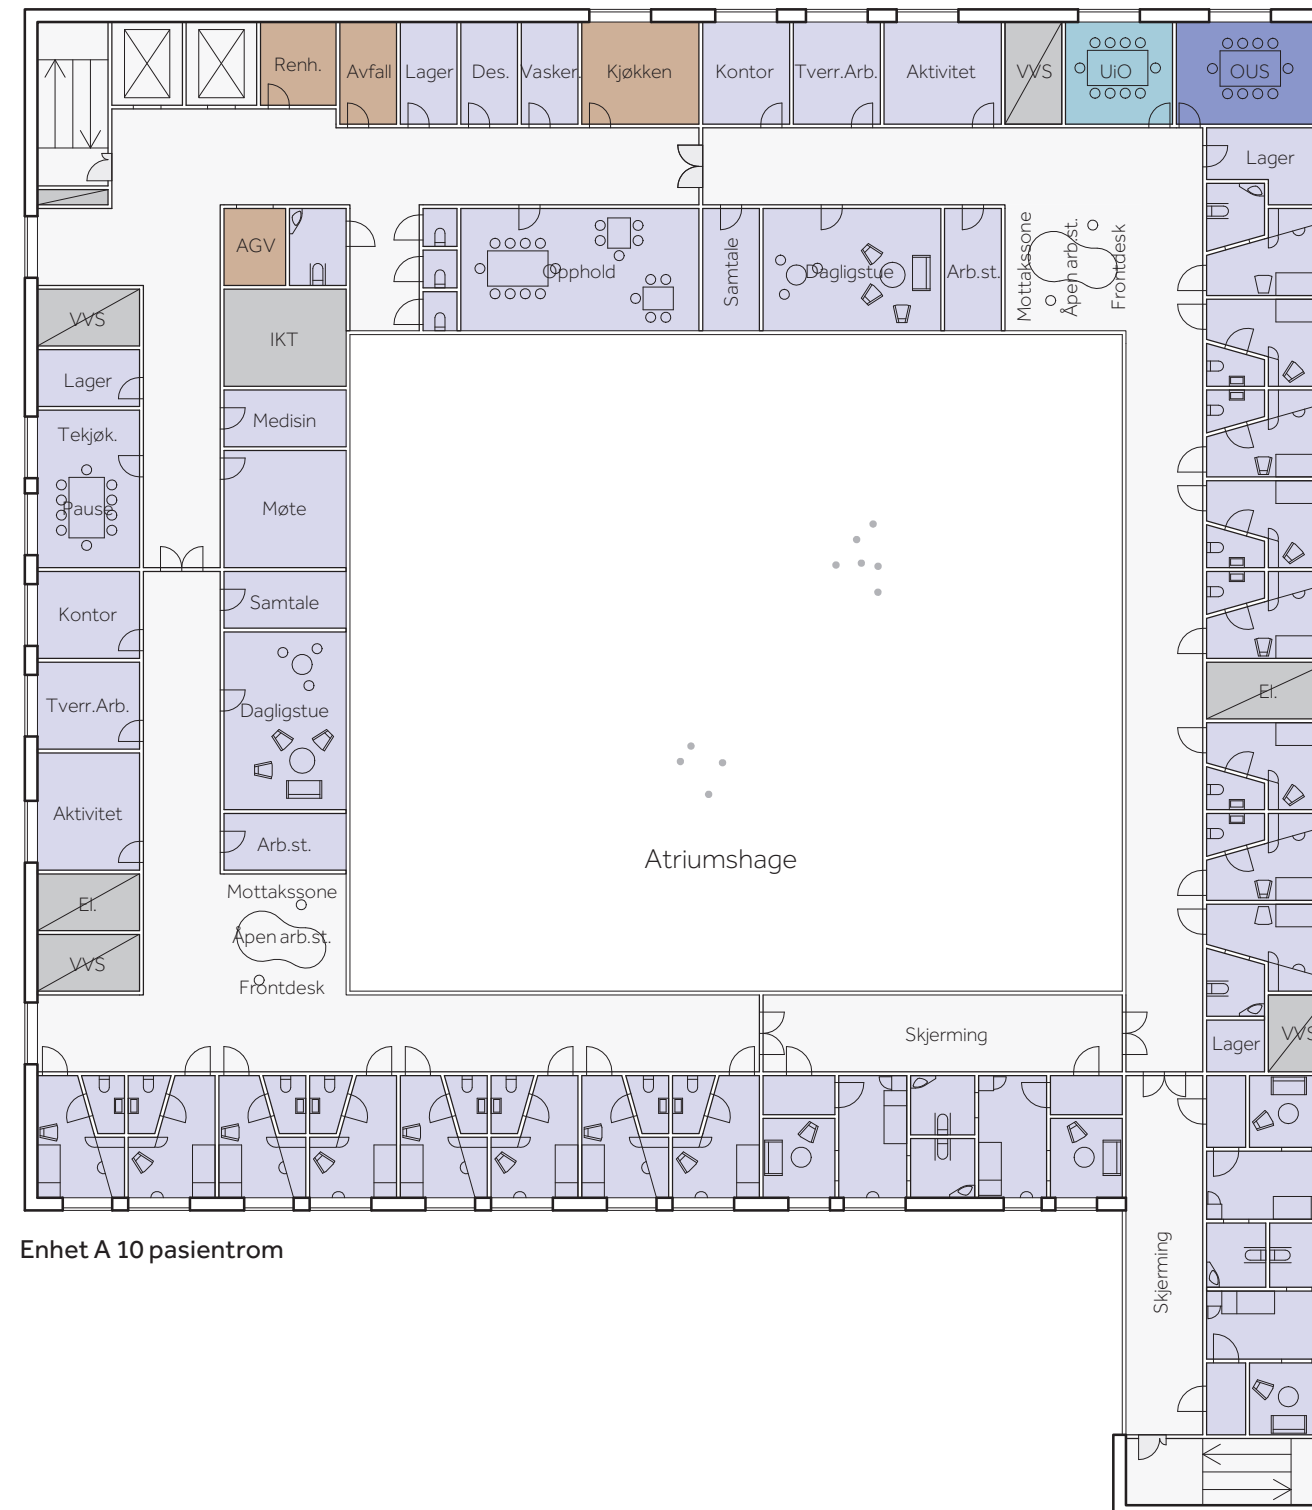 Renh.
Avfall
Lager
Des.
Vasker.
Kjøkken
Kontor
Tverr.Arb.
Aktivitet
VVS
UiO
OUS
Lager
AGV
Opphold
Samtale
Dagligstue
Arb.st.
Mottakssone
Åpen arb.st.
Frontdesk
VVS
IKT
Lager
Medisin
Tekjøk.
Pause
Møte
Kontor
Samtale
Tverr.Arb.
Dagligstue
El.
Aktivitet
Arb.st.
Atriumshage
Mottakssone
El.
Åpen arb.st.
VVS
Frontdesk
Skjerming
Lager
VVS
Enhet A 10 pasientrom
Skjerming